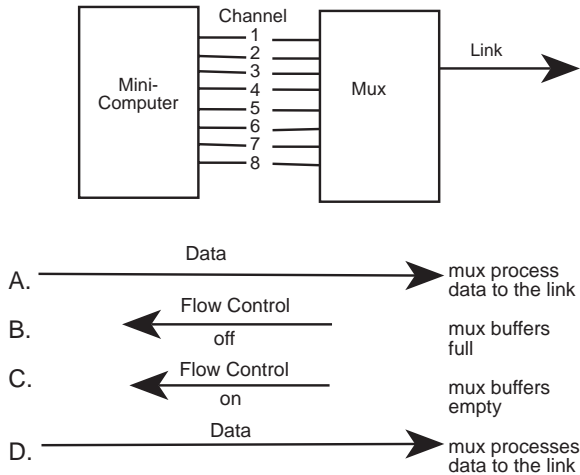 Channel
1
2
3
4
5
6
7
8
Mini-
Computer
Mux
Link
A.
Data
mux process
data to the link
B.
Flow Control
off
mux buffers
full
C.
Flow Control
on
mux buffers
empty
D.
Data
mux processes
data to the link